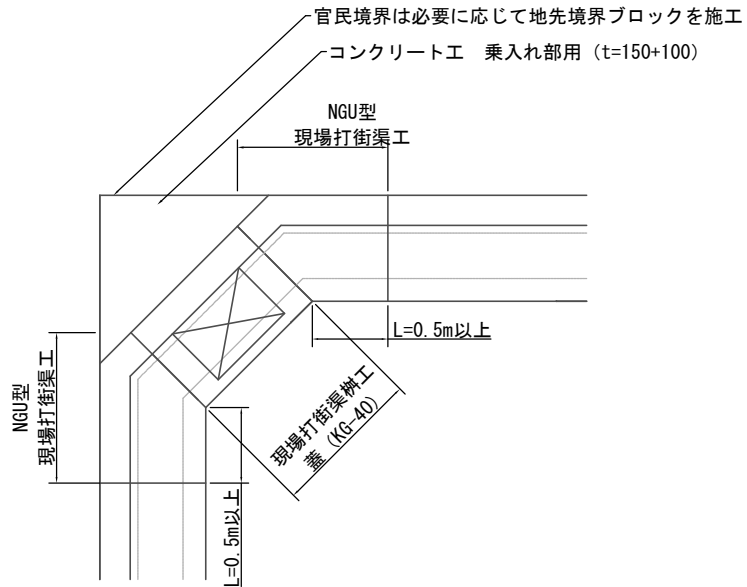 官民境界は必要に応じて地先境界ブロックを施工
コンクリート工　乗入れ部用（t=150+100）
NGU型
現場打街渠工
L=0.5m以上
現場打街渠桝工
蓋（KG-40）
NGU型
現場打街渠工
L=0.5m以上